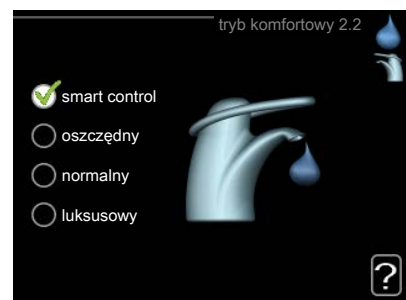 tryb komfortowy 2.2
smart control
oszczędny
normalny
luksusowy
?